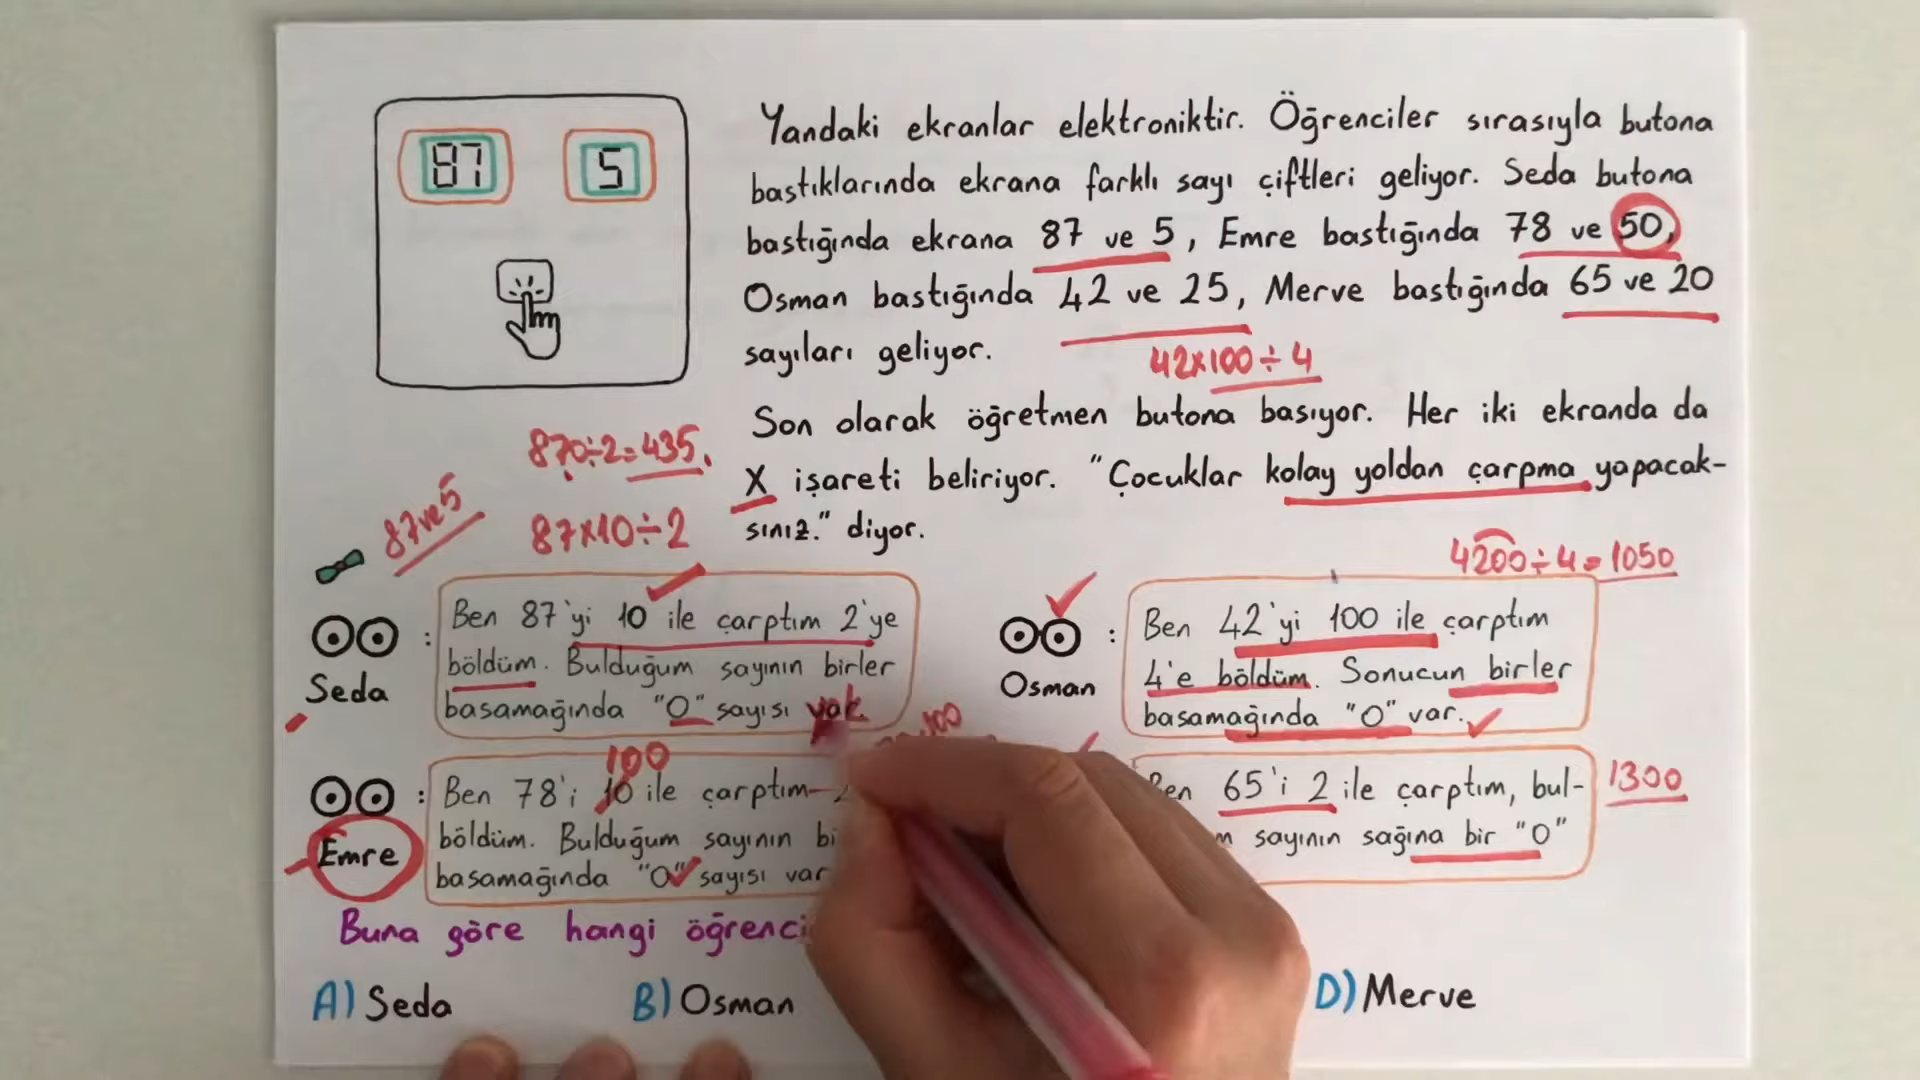 87
5
Yandaki ekranlar elektroniktir. Öğrenciler sırasıyla butona
bastıklarında ekrana farklı sayı çiftleri geliyor. Seda butona
bastığında ekrana 87 ve 5, Emre bastığında 78 ve 50,
Osman bastığında 42 ve 25, Merve bastığında 65 ve 20
sayıları geliyor.
42x100÷4
Son olarak öğretmen butona basıyor. Her iki ekranda da
X işareti beliriyor. "Çocuklar kolay yoldan çarpma yapacak-
sınız." diyor.
870÷2=435.
87 ve 5
87x10÷2
4200÷4=1050
Seda
: Ben 87'yi 10 ile çarptım 2'ye
böldüm. Bulduğum sayının birler
basamağında "0" sayısı
Osman
: Ben 42'yi 100 ile çarptım
4'e böldüm. Sonucun birler
basamağında "0" var.
100
Emre
: Ben 78'i 10 ile çarptım
böldüm. Bulduğum sayının
basamağında "0" sayısı var
65'i 2 ile çarptım, bul-
sayının sağına bir "0"
1300
Buna göre hangi
A) Seda
B) Osman
D) Merve